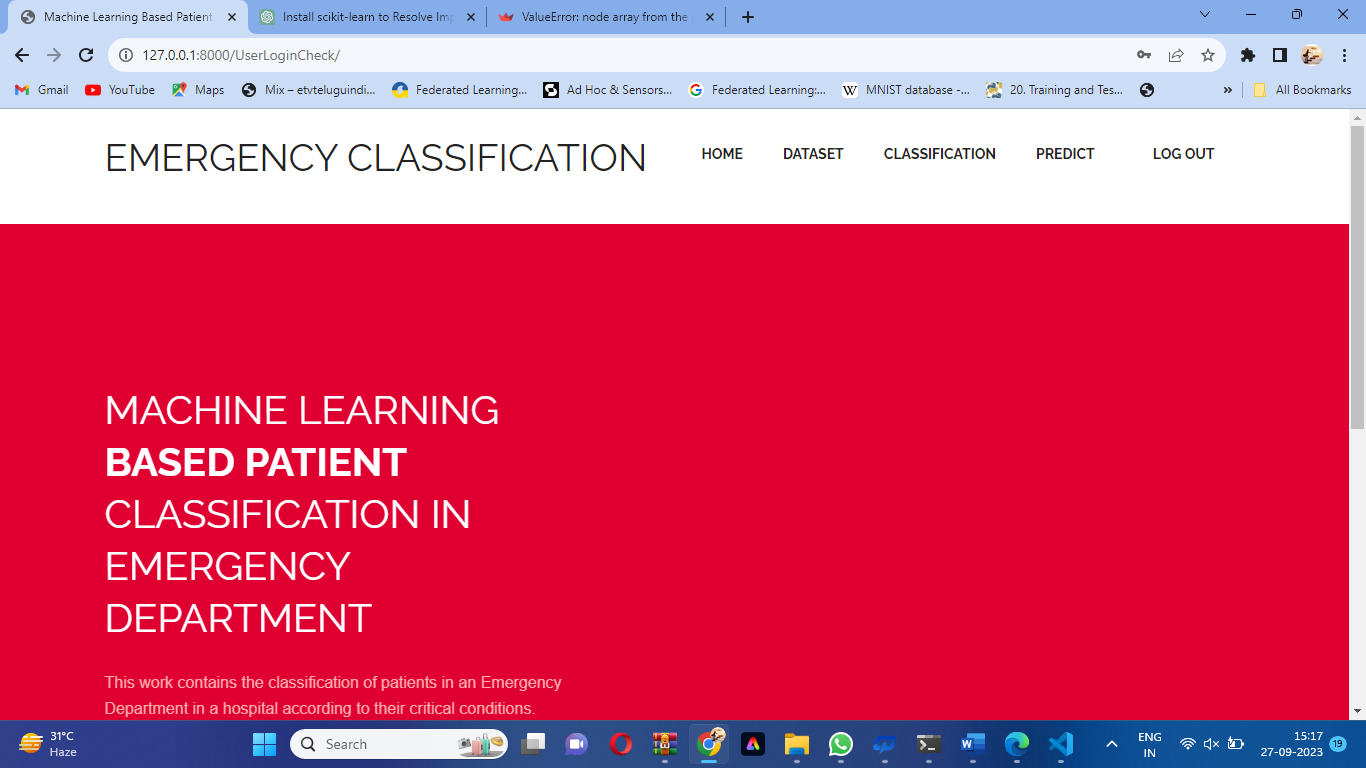 Machine Learning Based Patient
Install scikit-learn to Resolve Imp
ValueError: node array from the
127.0.0.1:8000/UserLoginCheck/
Gmail
YouTube
Maps
Mix – etvteluguindi...
Federated Learning...
Ad Hoc & Sensors...
Federated Learning:...
MNIST database -...
20. Training and Tes...
»
All Bookmarks
EMERGENCY CLASSIFICATION
HOME
DATASET
CLASSIFICATION
PREDICT
LOG OUT
MACHINE LEARNING
BASED PATIENT
CLASSIFICATION IN
EMERGENCY
DEPARTMENT
This work contains the classification of patients in an Emergency
Department in a hospital according to their critical conditions.
31°C
Haze
Search
ENG
IN
15:17
27-09-2023
19